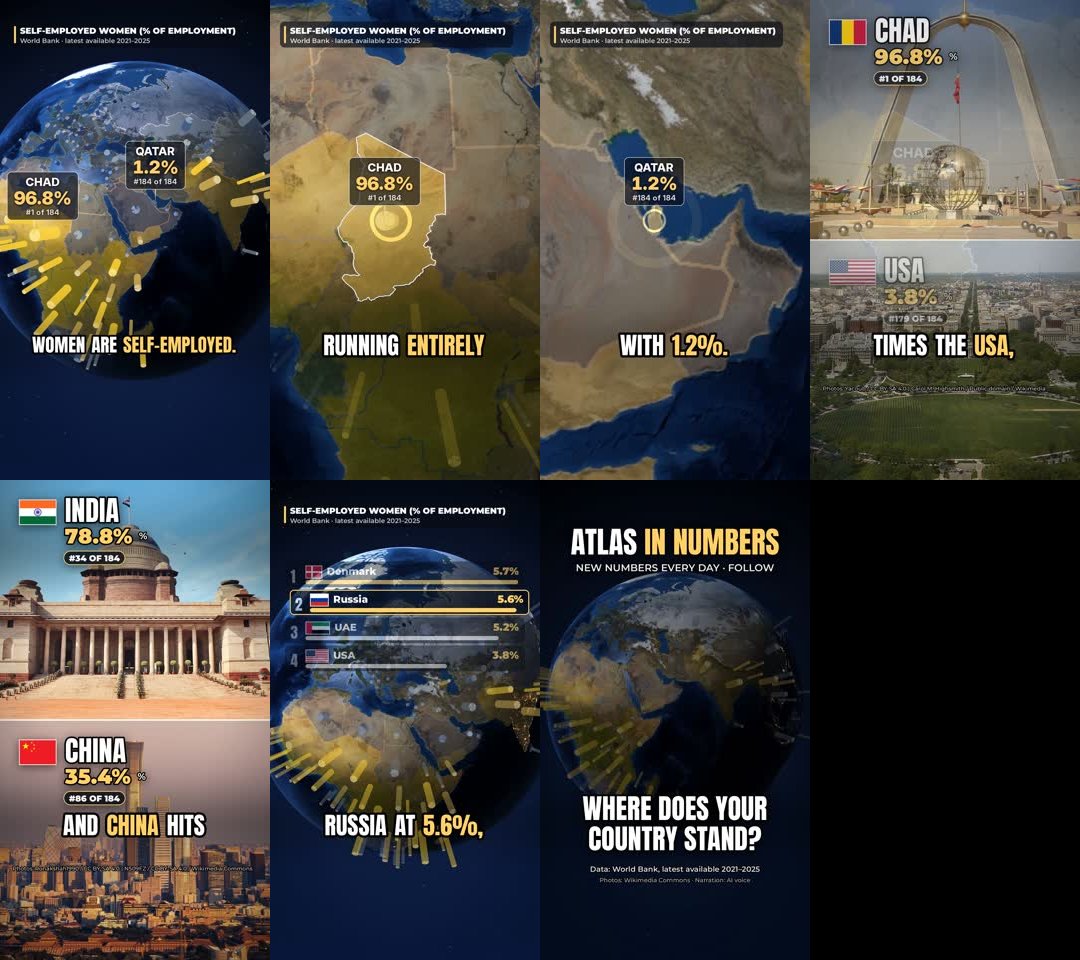 SELF-EMPLOYED WOMEN (% OF EMPLOYMENT)
World Bank · latest available 2021-2025
QATAR
1.2%
#184 of 184
CHAD
96.8%
#1 of 184
WOMEN ARE SELF-EMPLOYED.
SELF-EMPLOYED WOMEN (% OF EMPLOYMENT)
World Bank · latest available 2021-2025
CHAD
96.8%
#1 of 184
RUNNING ENTIRELY
SELF-EMPLOYED WOMEN (% OF EMPLOYMENT)
World Bank · latest available 2021-2025
QATAR
1.2%
#184 of 184
WITH 1.2%.
CHAD
96.8% %
#1 OF 184
CHAD
USA
3.8%
#179 OF 184
TIMES THE USA,
INDIA
78.8% %
#34 OF 184
CHINA
35.4% %
#86 OF 184
AND CHINA HITS
SELF-EMPLOYED WOMEN (% OF EMPLOYMENT)
World Bank · latest available 2021-2025
1 Denmark 5.7%
2 Russia 5.6%
3 UAE 5.2%
4 USA 3.8%
RUSSIA AT 5.6%,
ATLAS IN NUMBERS
NEW NUMBERS EVERY DAY · FOLLOW
WHERE DOES YOUR
COUNTRY STAND?
Data: World Bank, latest available 2021–2025
Photos: Wikimedia Commons · Narration: AI voice